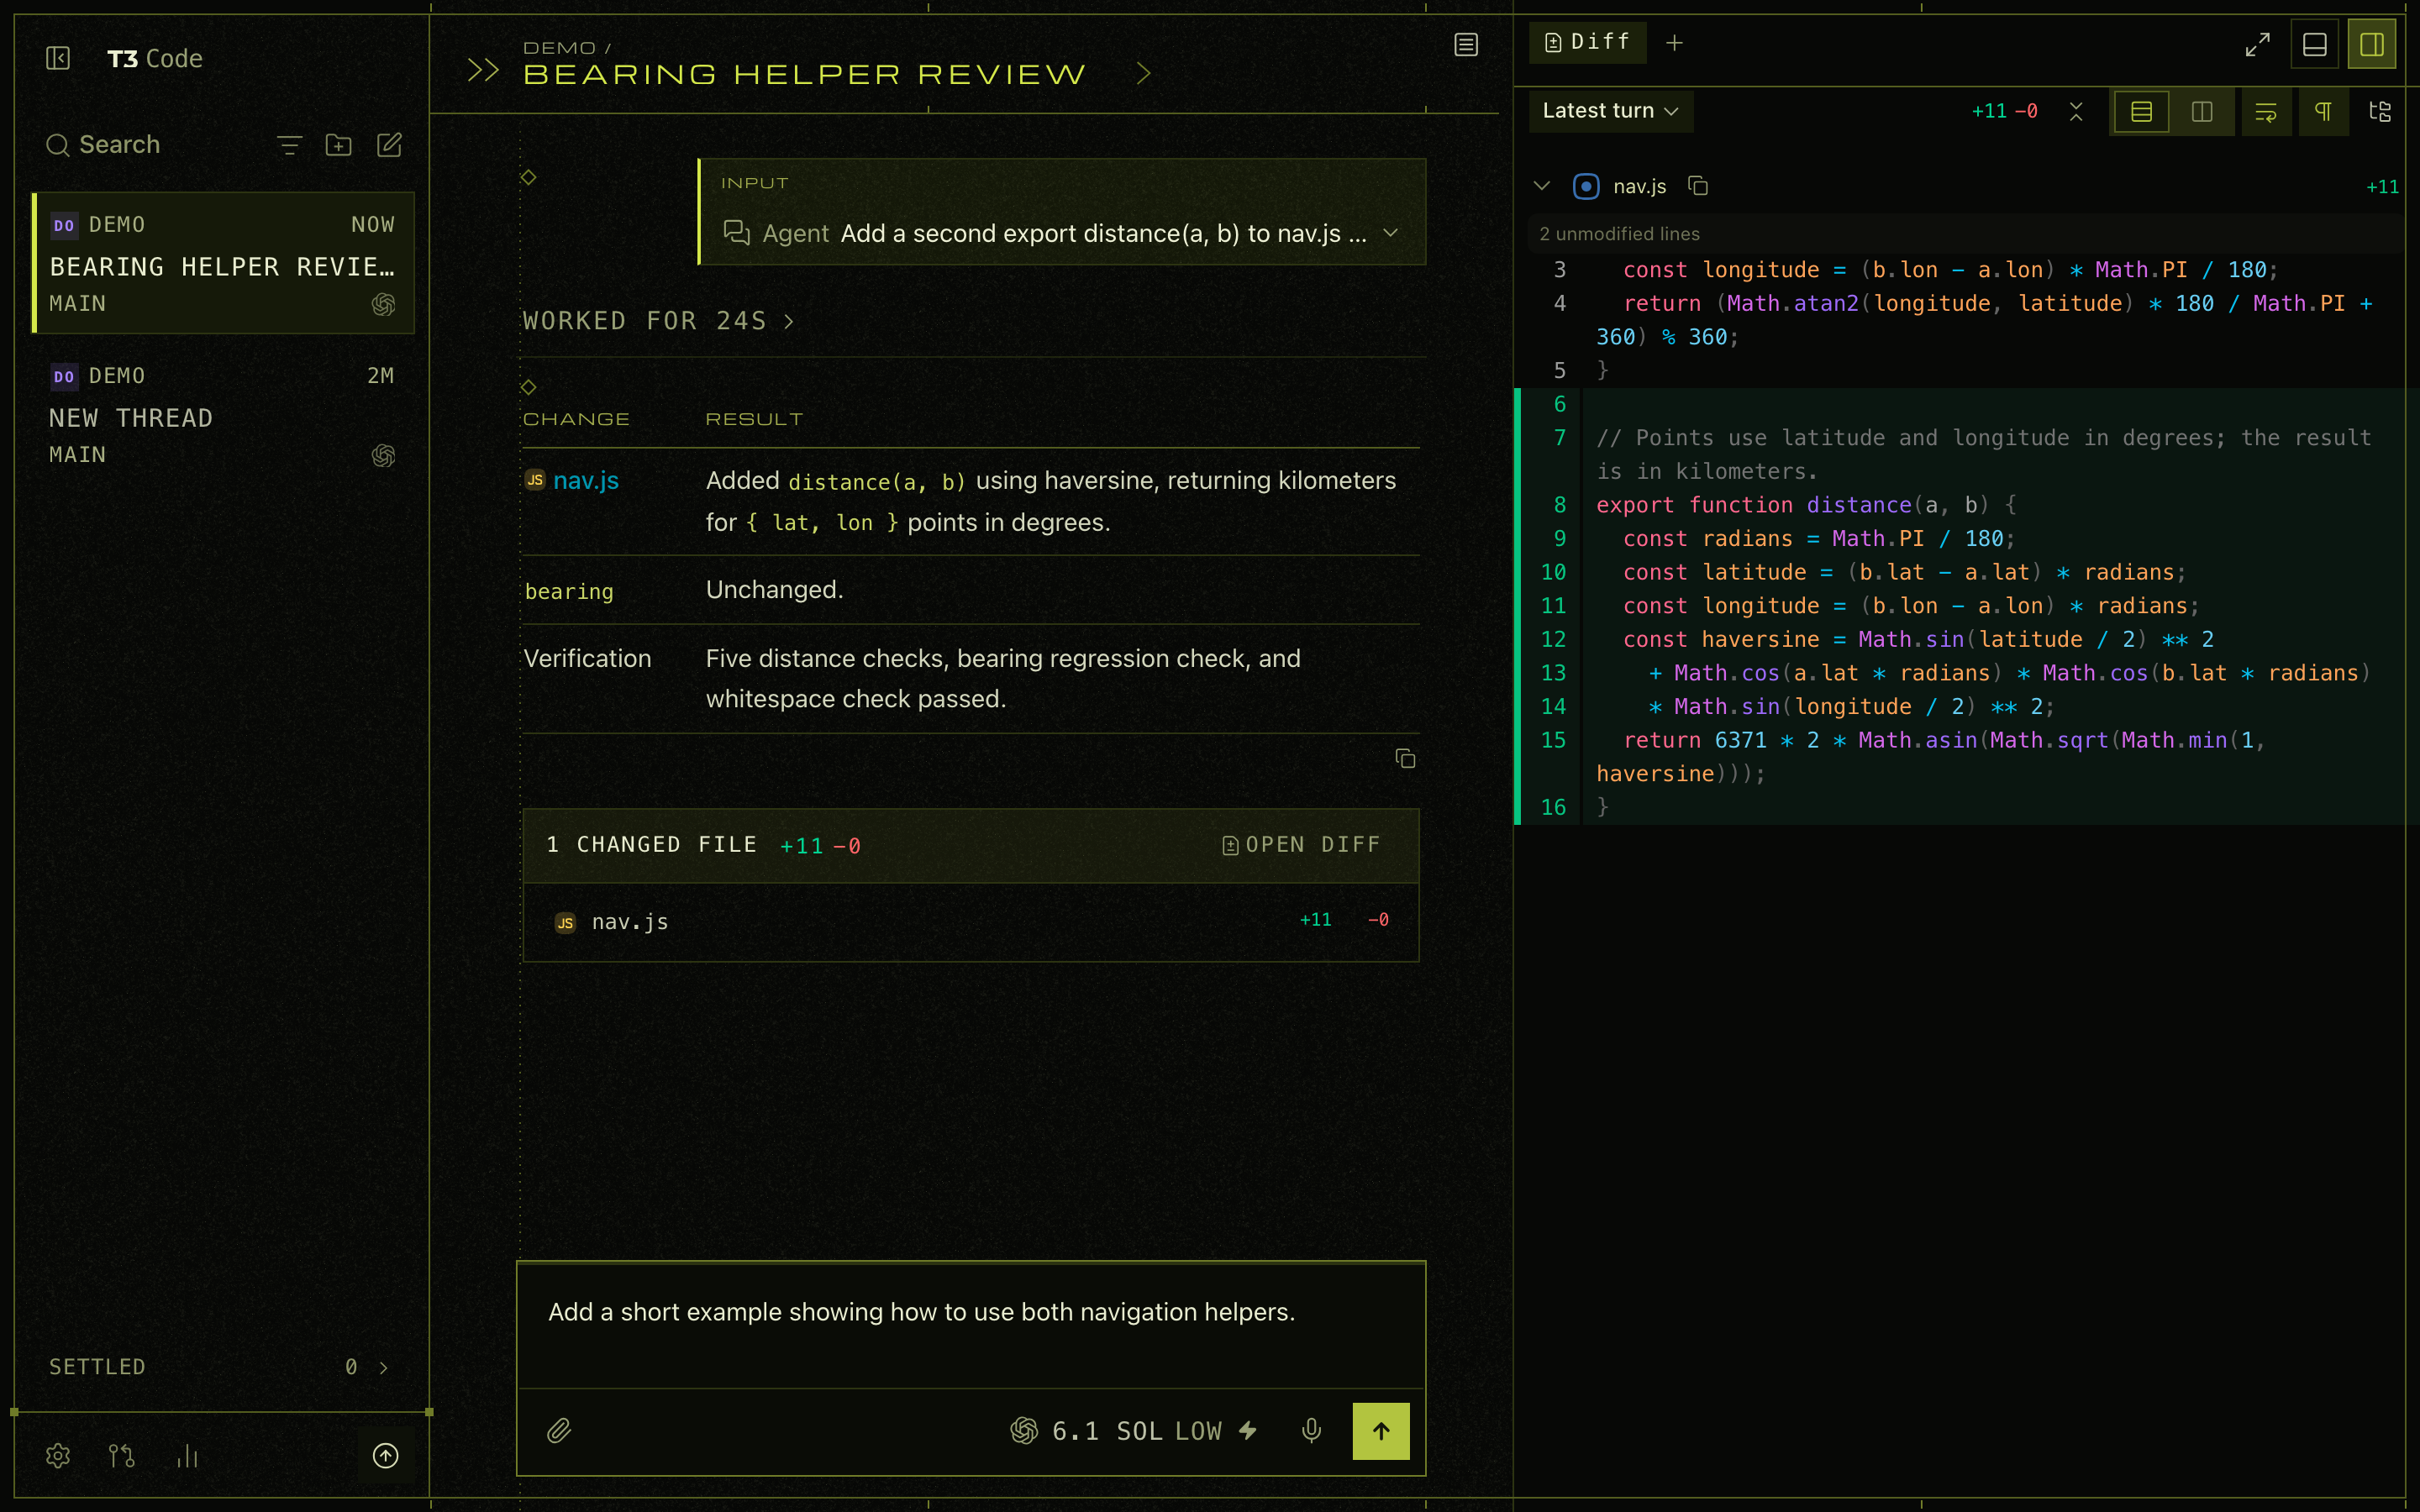 T3 Code
Search
DO DEMO NOW
BEARING HELPER REVIE…
MAIN
DO DEMO 2M
NEW THREAD
MAIN
SETTLED 0
DEMO /
BEARING HELPER REVIEW
INPUT
Agent Add a second export distance(a, b) to nav.js ...
WORKED FOR 24S
CHANGE RESULT
JS nav.js Added distance(a, b) using haversine, returning kilometers
for { lat, lon } points in degrees.
bearing Unchanged.
Verification Five distance checks, bearing regression check, and
whitespace check passed.
1 CHANGED FILE +11 −0 OPEN DIFF
JS nav.js +11 −0
Add a short example showing how to use both navigation helpers.
6.1 SOL LOW
Diff
Latest turn +11 −0
nav.js +11
2 unmodified lines
3 const longitude = (b.lon − a.lon) * Math.PI / 180;
4 return (Math.atan2(longitude, latitude) * 180 / Math.PI +
360) % 360;
5 }
6
7 // Points use latitude and longitude in degrees; the result
is in kilometers.
8 export function distance(a, b) {
9 const radians = Math.PI / 180;
10 const latitude = (b.lat − a.lat) * radians;
11 const longitude = (b.lon − a.lon) * radians;
12 const haversine = Math.sin(latitude / 2) ** 2
13 + Math.cos(a.lat * radians) * Math.cos(b.lat * radians)
14 * Math.sin(longitude / 2) ** 2;
15 return 6371 * 2 * Math.asin(Math.sqrt(Math.min(1,
haversine)));
16 }